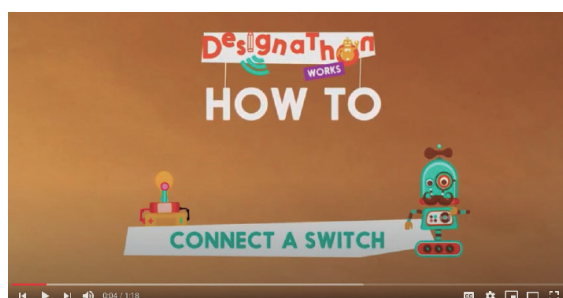 Designathon
WORKS
HOW TO
CONNECT A SWITCH
0:04 / 1:18